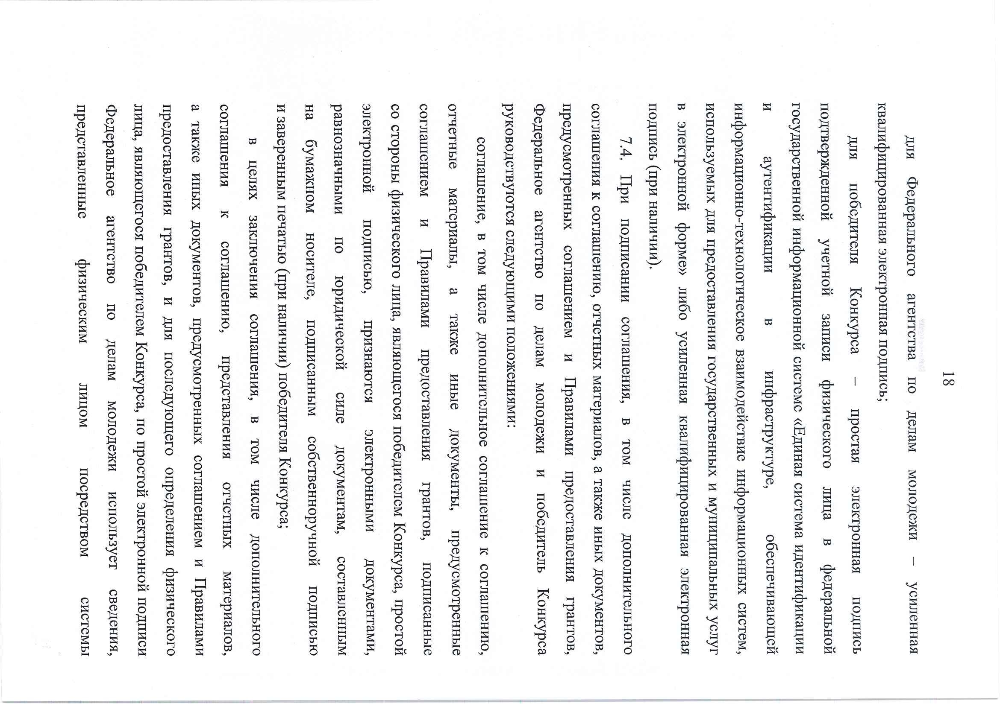 18
для Федерального агентства по делам молодежи – усиленная
квалифицированная электронная подпись;
для победителя Конкурса – простая электронная подпись
подтвержденной учетной записи физического лица в федеральной
государственной информационной системе «Единая система идентификации
и аутентификации в инфраструктуре, обеспечивающей
информационно-технологическое взаимодействие информационных систем,
используемых для предоставления государственных и муниципальных услуг
в электронной форме» либо усиленная квалифицированная электронная
подпись (при наличии).
7.4. При подписании соглашения, в том числе дополнительного
соглашения к соглашению, отчетных материалов, а также иных документов,
предусмотренных соглашением и Правилами предоставления грантов,
Федеральное агентство по делам молодежи и победитель Конкурса
руководствуются следующими положениями:
соглашение, в том числе дополнительное соглашение к соглашению,
отчетные материалы, а также иные документы, предусмотренные
соглашением и Правилами предоставления грантов, подписанные
со стороны физического лица, являющегося победителем Конкурса, простой
электронной подписью, признаются электронными документами,
равнозначными по юридической силе документам, составленным
на бумажном носителе, подписанным собственноручной подписью
и заверенным печатью (при наличии) победителя Конкурса;
в целях заключения соглашения, в том числе дополнительного
соглашения к соглашению, представления отчетных материалов,
а также иных документов, предусмотренных соглашением и Правилами
предоставления грантов, и для последующего определения физического
лица, являющегося победителем Конкурса, по простой электронной подписи
Федеральное агентство по делам молодежи использует сведения,
представленные физическим лицом посредством системы